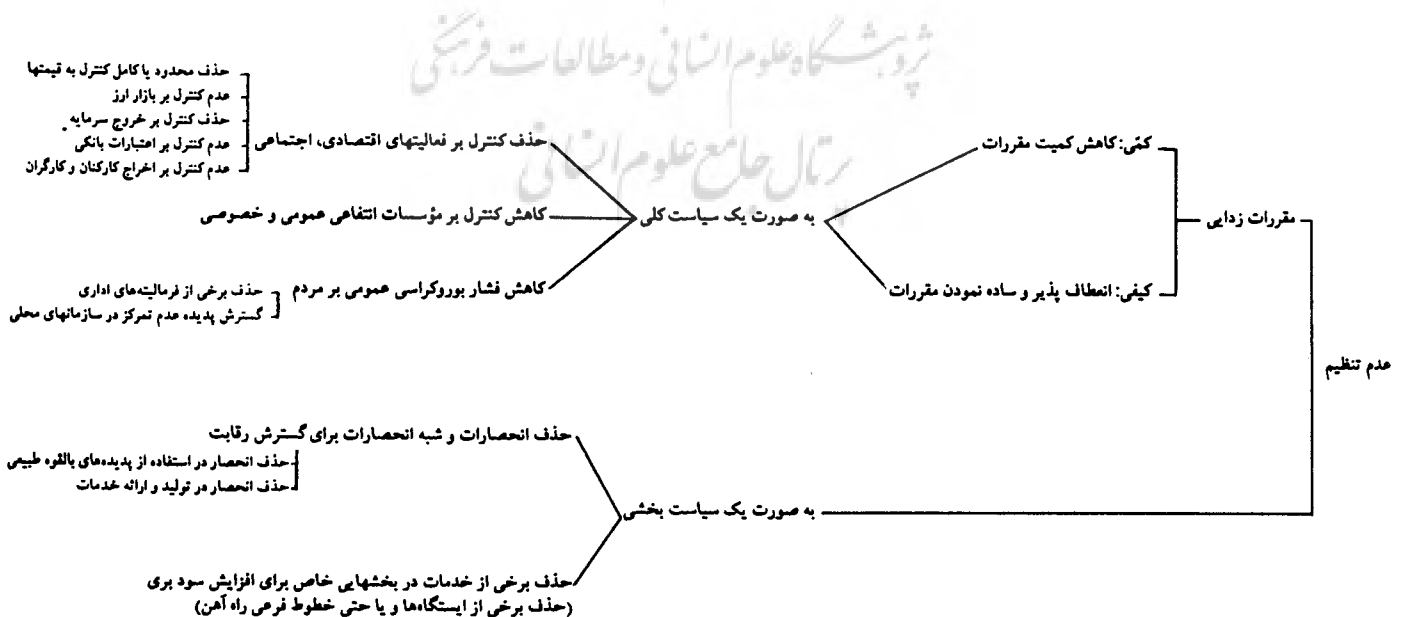 پژوهشگاه علوم انسانی و مطالعات فرهنگی
پرتال جامع علوم انسانی
عدم تنظیم
مقررات زدایی
کمّی: کاهش کمیت مقررات
کیفی: انعطاف پذیر و ساده نمودن مقررات
به صورت یک سیاست کلی
حذف کنترل بر فعالیتهای اقتصادی، اجتماعی
حذف محدود یا کامل کنترل به قیمتها
عدم کنترل بر بازار ارز
حذف کنترل بر خروج سرمایه
عدم کنترل بر اعتبارات بانکی
عدم کنترل بر اخراج کارکنان و کارگران
کاهش کنترل بر مؤسسات انتفاعی عمومی و خصوصی
کاهش فشار بوروکراسی عمومی بر مردم
حذف برخی از فرمالیته‌های اداری
گسترش پدیده عدم تمرکز در سازمانهای محلی
به صورت یک سیاست بخشی
حذف انحصارات و شبه انحصارات برای گسترش رقابت
حذف انحصار در استفاده از پدیده‌های بالقوه طبیعی
حذف انحصار در تولید و ارائه خدمات
حذف برخی از خدمات در بخشهایی خاص برای افزایش سود بری
(حذف برخی از ایستگاه‌ها و یا حتی خطوط فرعی راه آهن)